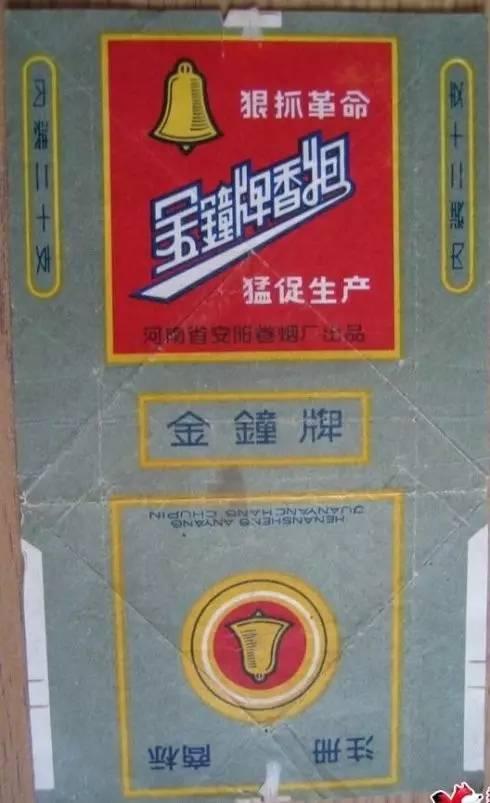 狠抓革命
金鐘牌香烟
猛促生产
河南省安阳卷烟厂出品
内装二十支
内装二十支
金鐘牌
HENANSHENG ANYANG
JUANYANCHANG CHUPIN
注册 商标